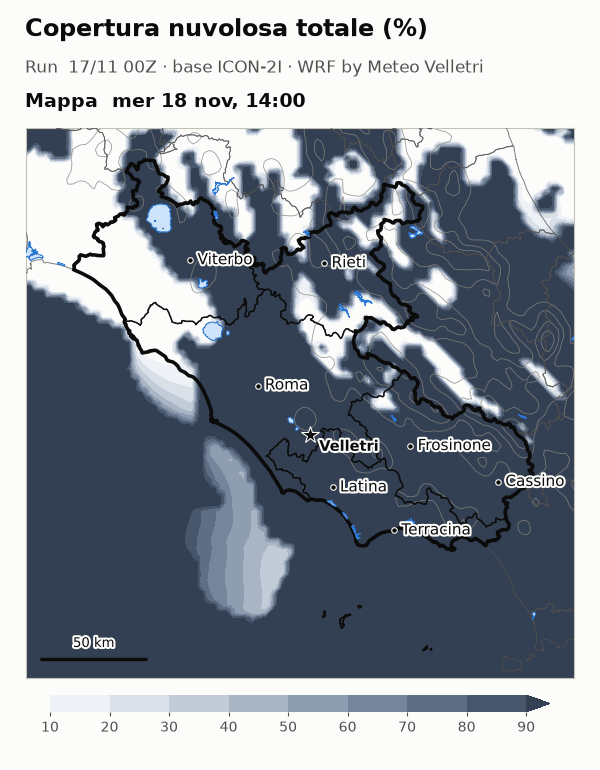 Copertura nuvolosa totale (%)
Run  17/11 00Z · base ICON-2I · WRF by Meteo Velletri
Mappa  mer 18 nov, 14:00
Viterbo
Rieti
Roma
Velletri
Frosinone
Latina
Cassino
Terracina
50 km
10 20 30 40 50 60 70 80 90